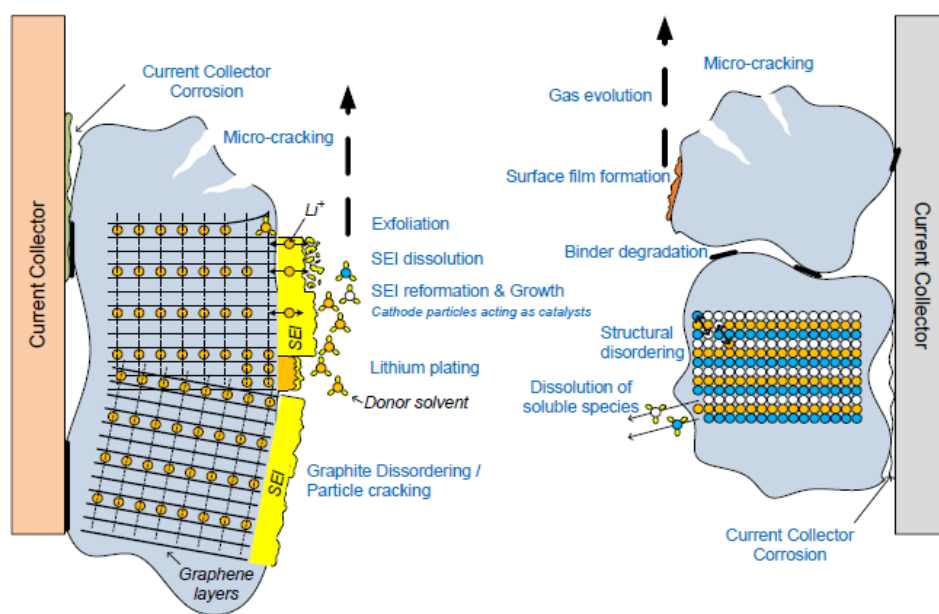 Current Collector
Current Collector
Corrosion
Micro-cracking
Li+
Exfoliation
SEI dissolution
SEI reformation & Growth
Cathode particles acting as catalysts
SEI
Lithium plating
Donor solvent
SEI
Graphite Dissordering /
Particle cracking
Graphene
layers
Micro-cracking
Gas evolution
Surface film formation
Binder degradation
Structural
disordering
Dissolution of
soluble species
Current Collector
Corrosion
Current Collector